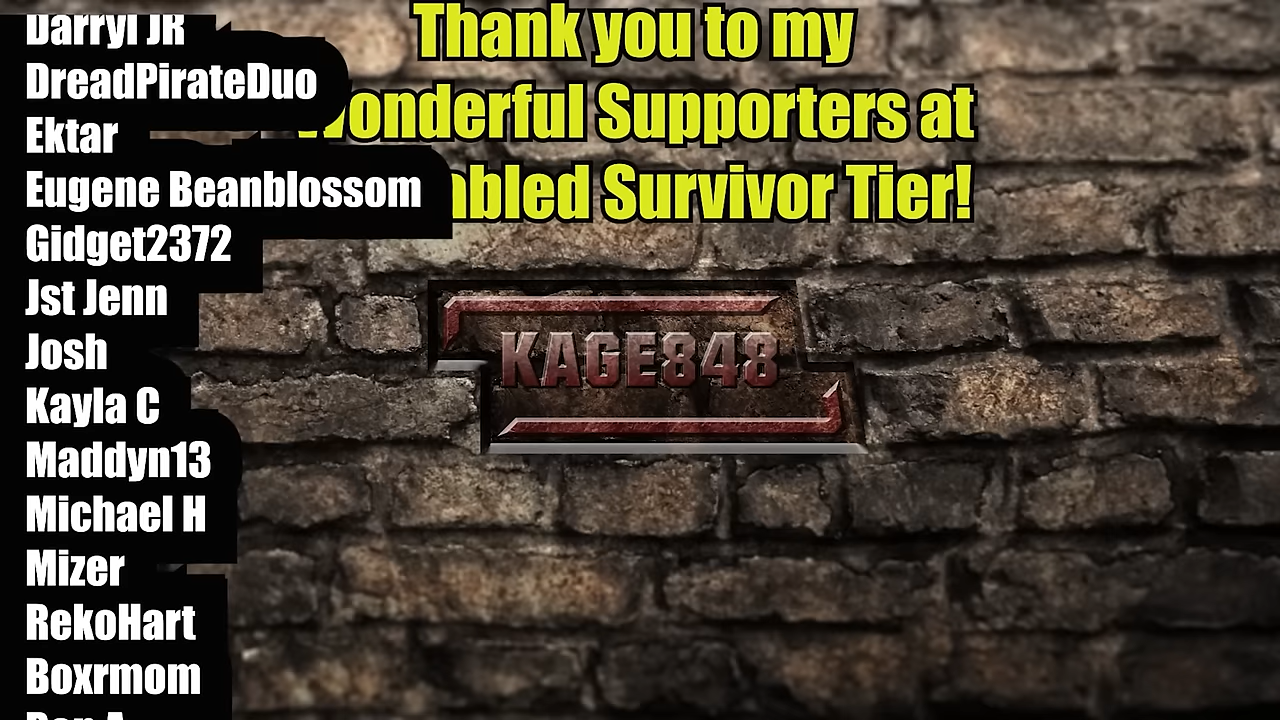 Darryl JR
DreadPirateDuo
Ektar
Eugene Beanblossom
Gidget2372
Jst Jenn
Josh
Kayla C
Maddyn13
Michael H
Mizer
RekoHart
Boxrmom
Thank you to my
Wonderful Supporters at
Survivor Tier!
KAGE848